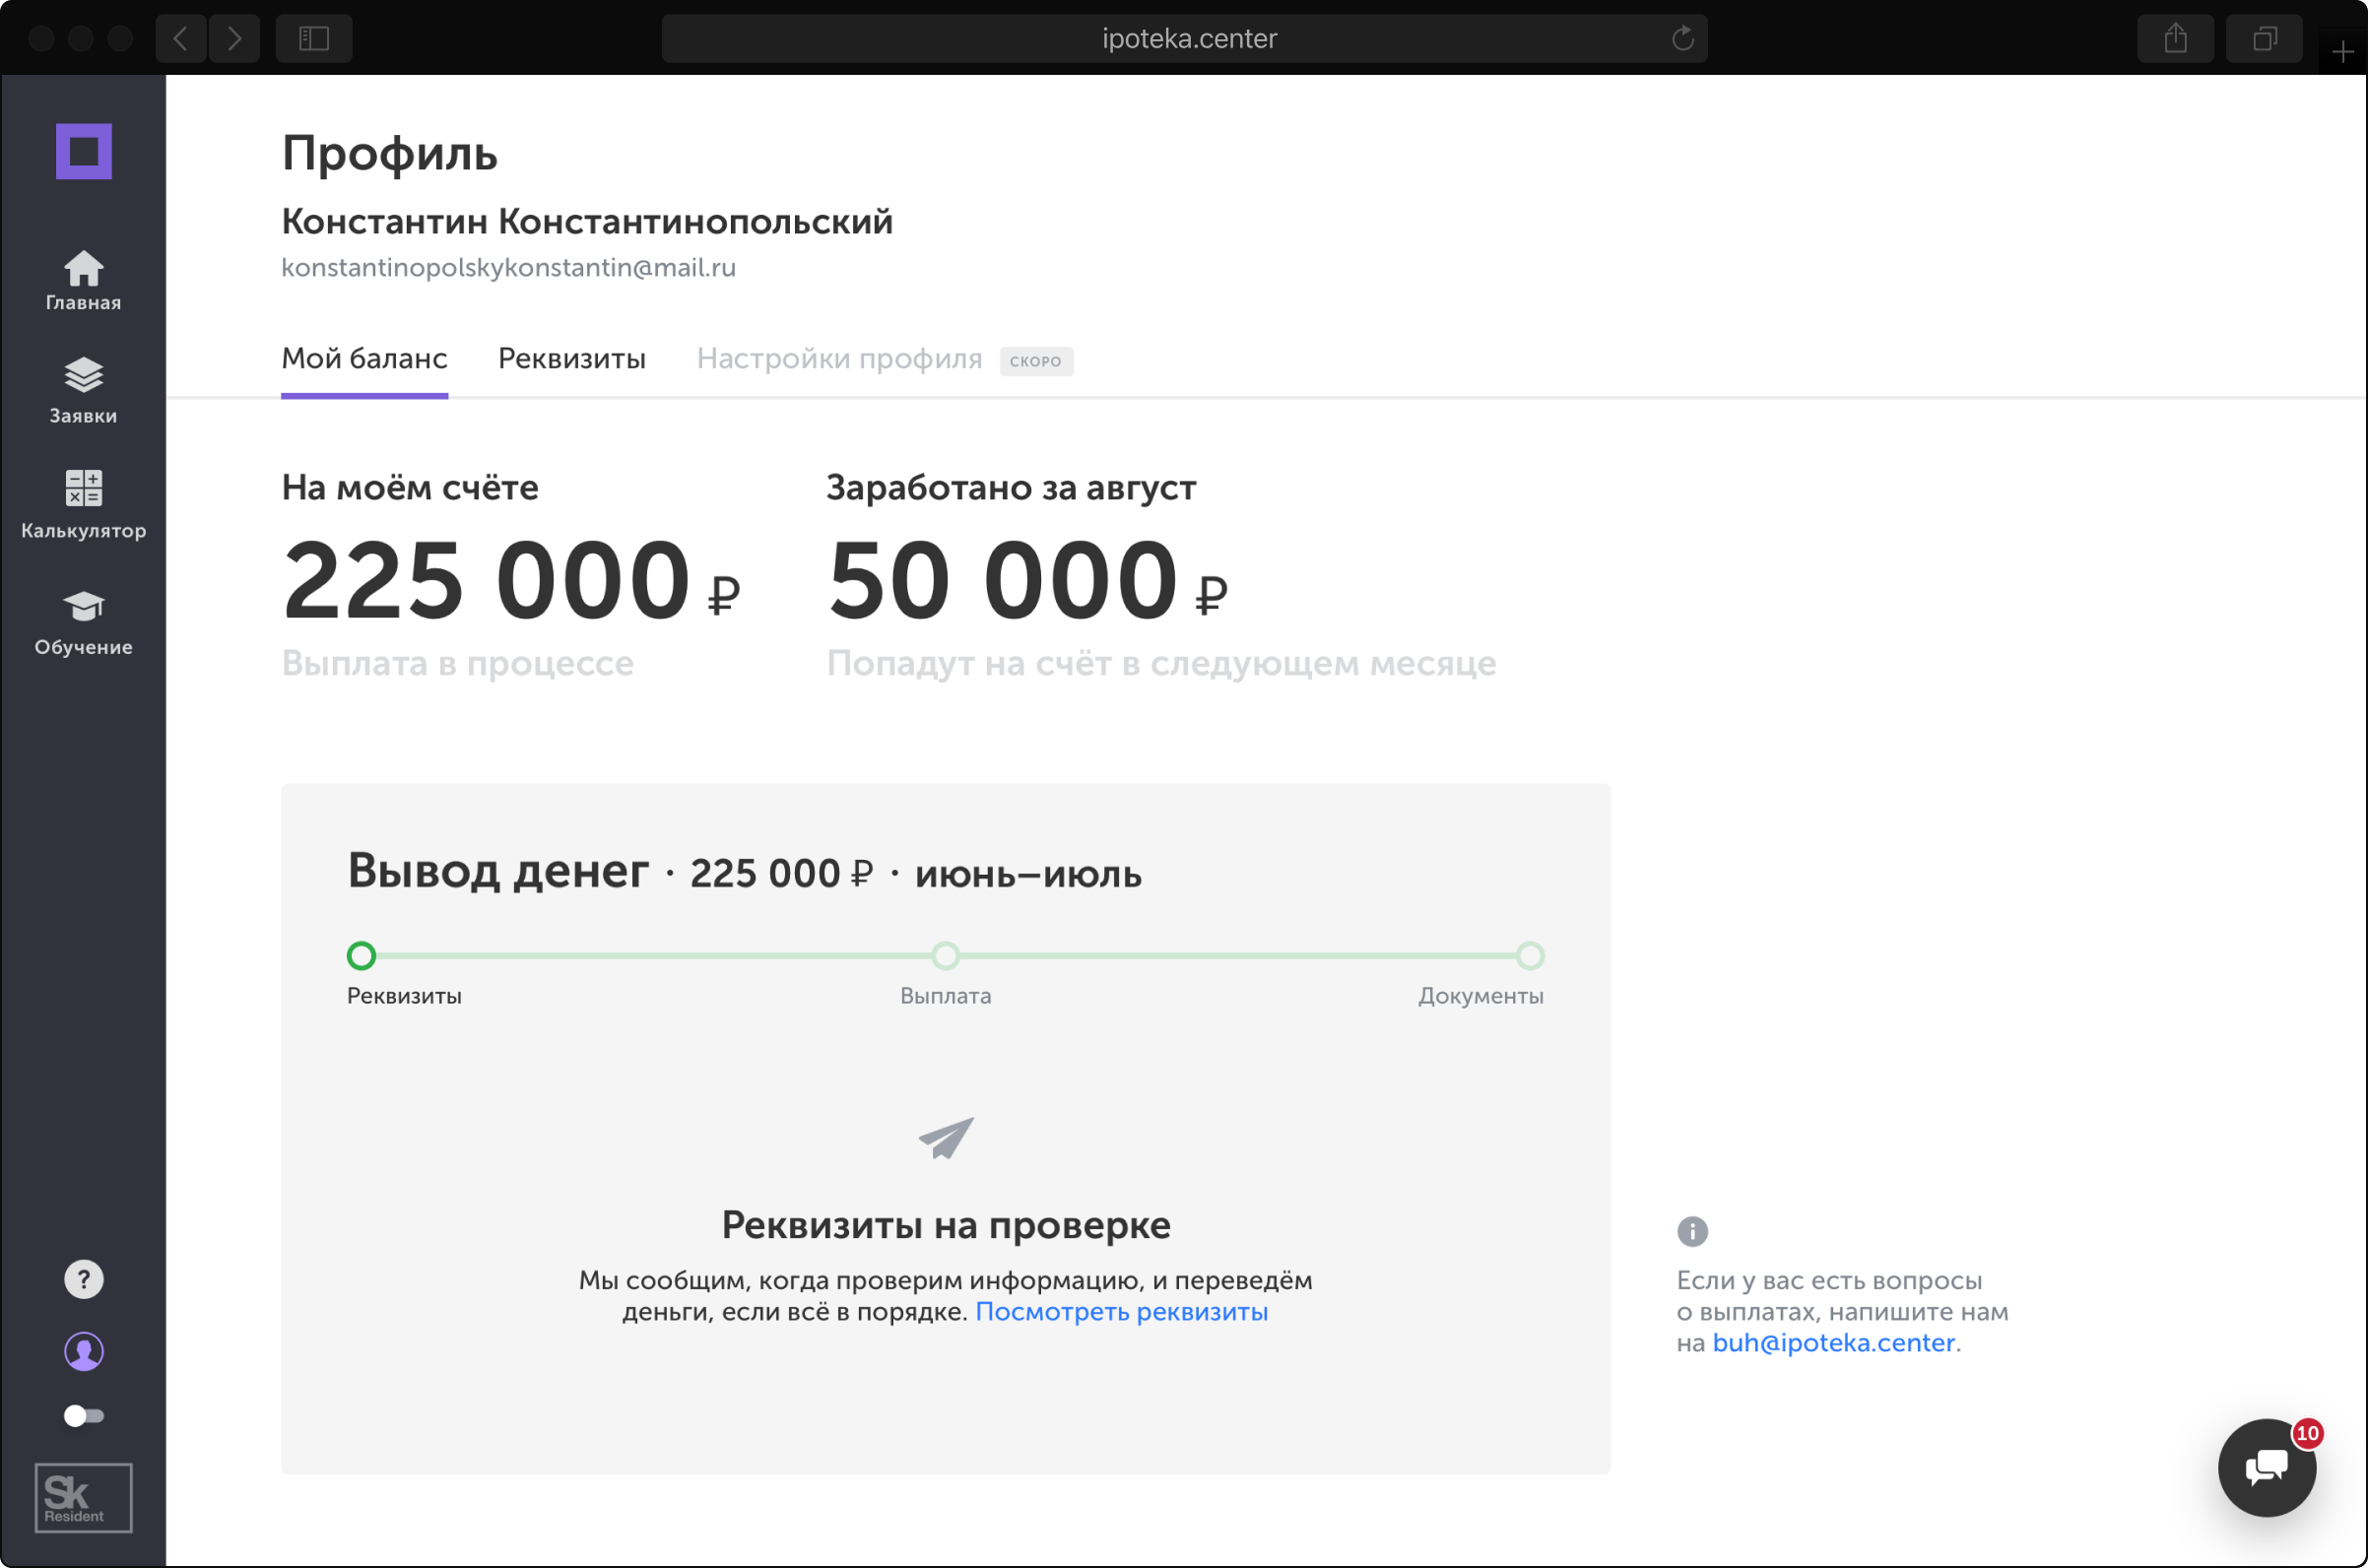 ipoteka.center
Профиль
Константин Константинопольский
konstantinopolskykonstantin@mail.ru
Главная
Заявки
Калькулятор
Обучение
Мой баланс
Реквизиты
Настройки профиля
СКОРО
На моём счёте
225 000 ₽
Выплата в процессе
Заработано за август
50 000 ₽
Попадут на счёт в следующем месяце
Вывод денег · 225 000 ₽ · июнь–июль
Реквизиты
Выплата
Документы
Реквизиты на проверке
Мы сообщим, когда проверим информацию, и переведём
деньги, если всё в порядке. Посмотреть реквизиты
Если у вас есть вопросы
о выплатах, напишите нам
на buh@ipoteka.center.
10
?
Sk
Resident